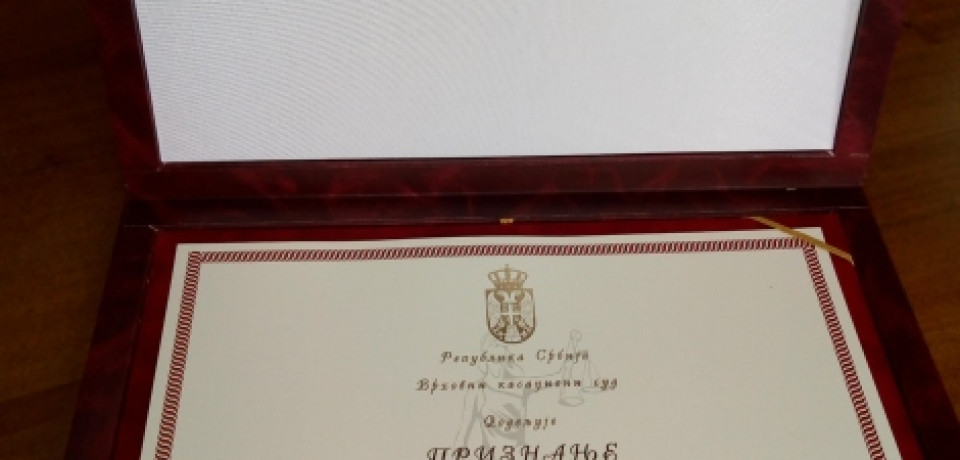 Република Србија
Врховни касациони суд
Додељује
ПРИЗНАЊЕ